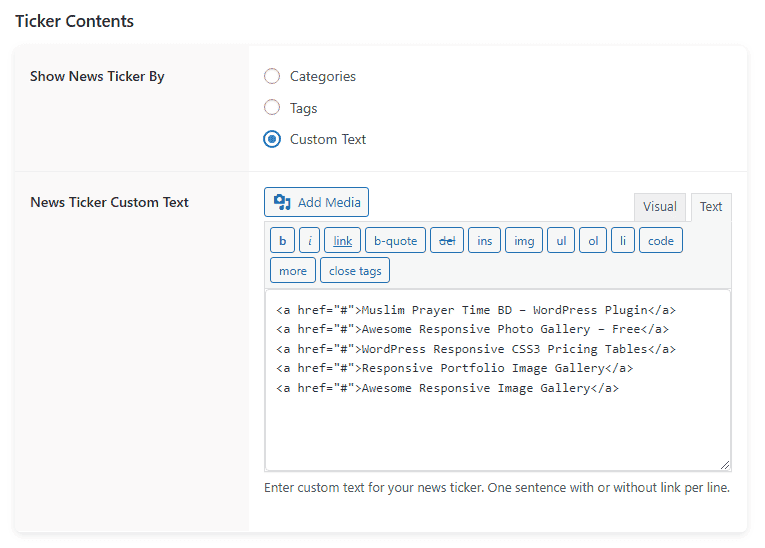 Ticker Contents
Show News Ticker By
Categories
Tags
Custom Text
News Ticker Custom Text
Add Media
Visual Text
b i link b-quote del ins img ul ol li code
more close tags
<a href="#">Muslim Prayer Time BD – WordPress Plugin</a>
<a href="#">Awesome Responsive Photo Gallery – Free</a>
<a href="#">WordPress Responsive CSS3 Pricing Tables</a>
<a href="#">Responsive Portfolio Image Gallery</a>
<a href="#">Awesome Responsive Image Gallery</a>
Enter custom text for your news ticker. One sentence with or without link per line.